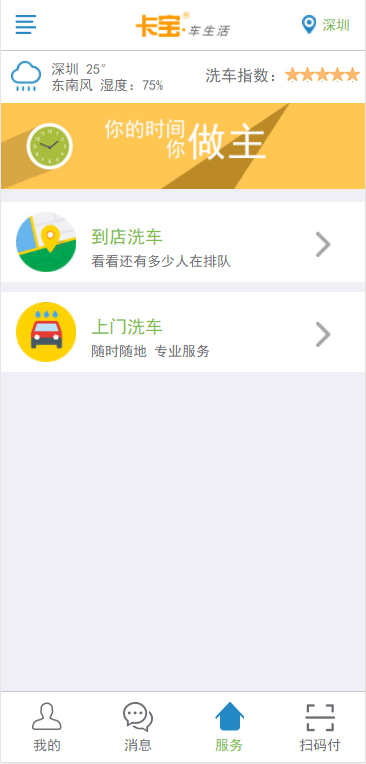 卡宝®·车生活
深圳
深圳 25°
东南风 湿度：75%
洗车指数：
你的时间
你做主
到店洗车
看看还有多少人在排队
上门洗车
随时随地 专业服务
我的
消息
服务
扫码付